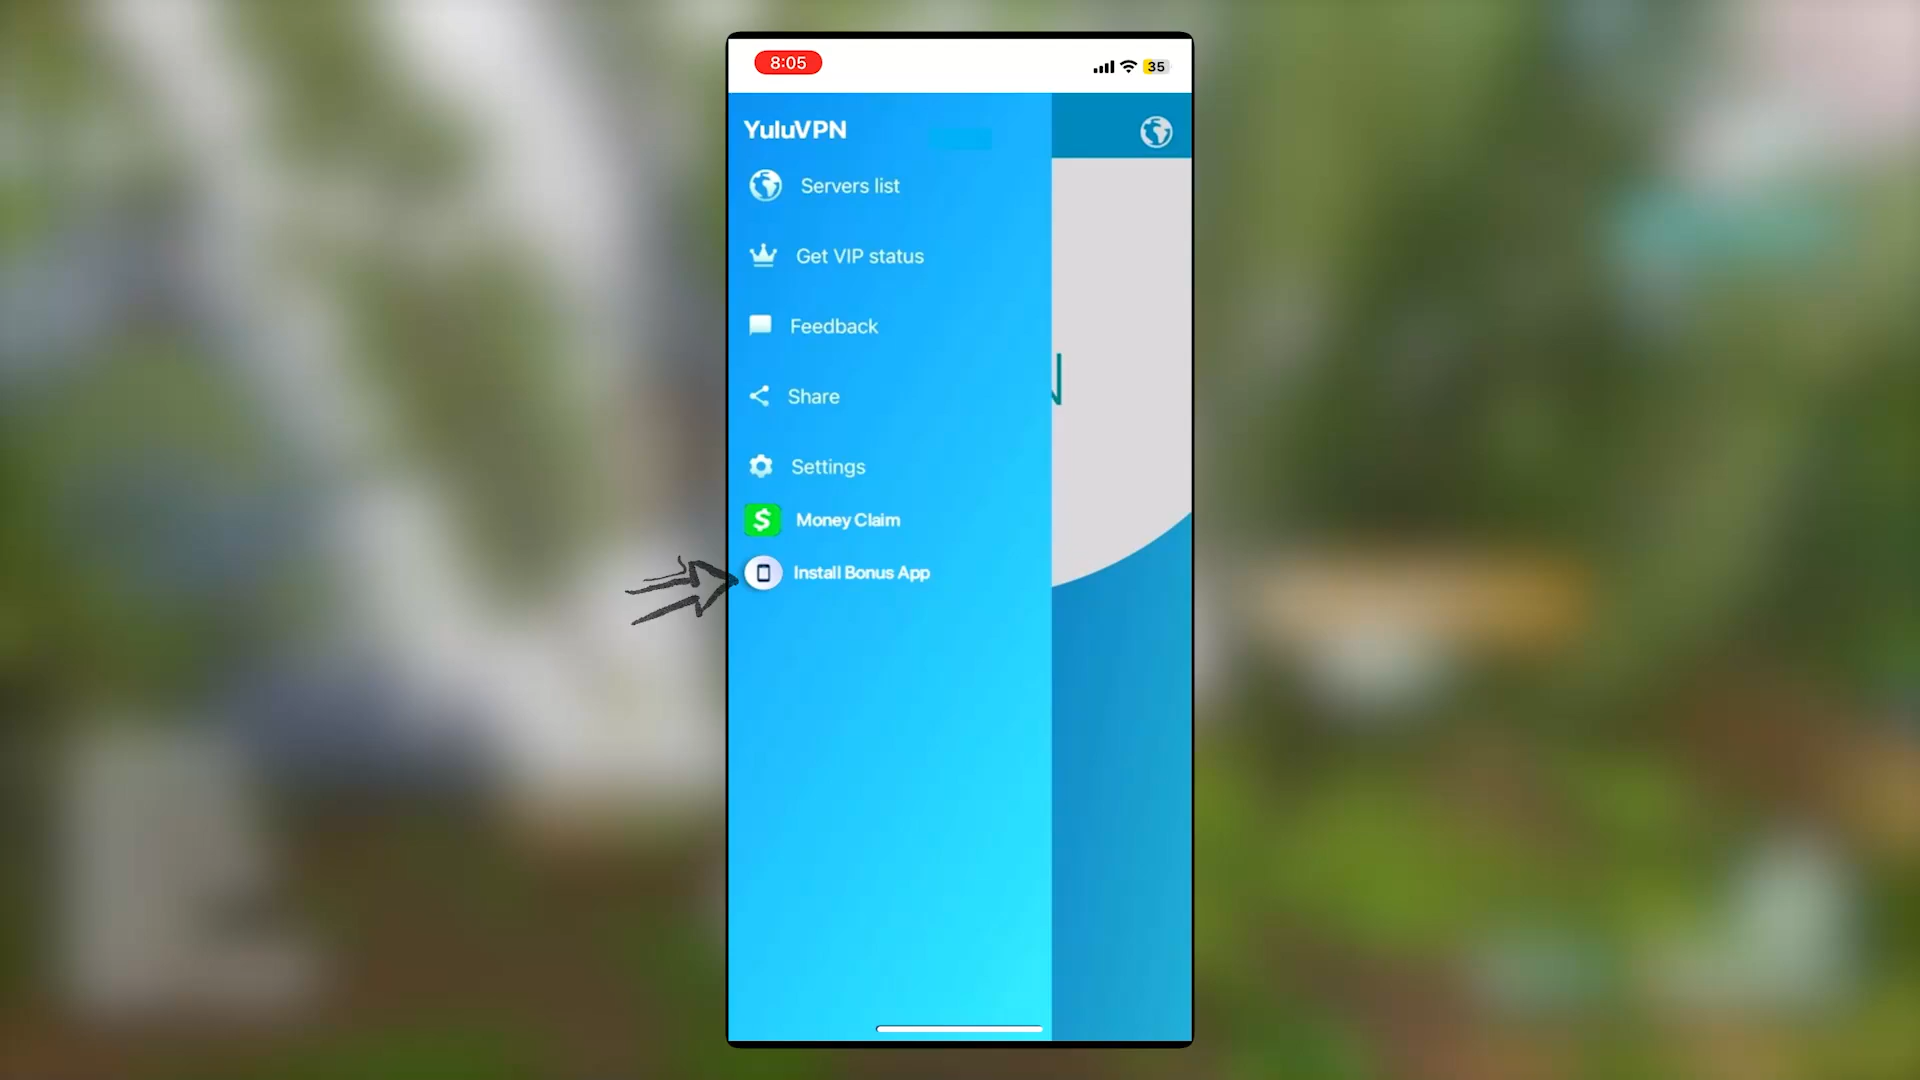 8:05
35
YuluVPN
Servers list
Get VIP status
Feedback
Share
Settings
$ Money Claim
Install Bonus App
N